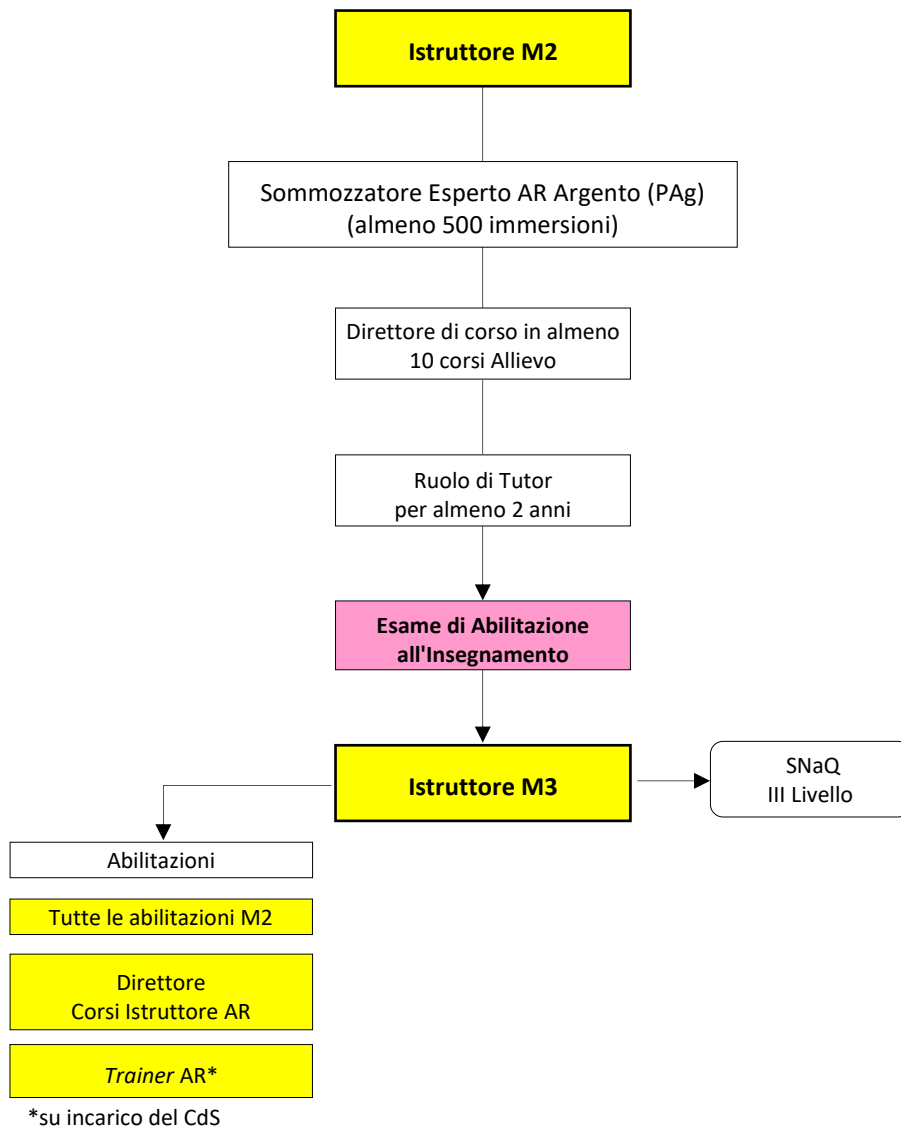 Istruttore M2
Sommozzatore Esperto AR Argento (PAg)
(almeno 500 immersioni)
Direttore di corso in almeno
10 corsi Allievo
Ruolo di Tutor
per almeno 2 anni
Esame di Abilitazione
all'Insegnamento
Istruttore M3
SNaQ
III Livello
Abilitazioni
Tutte le abilitazioni M2
Direttore
Corsi Istruttore AR
Trainer AR*
*su incarico del CdS